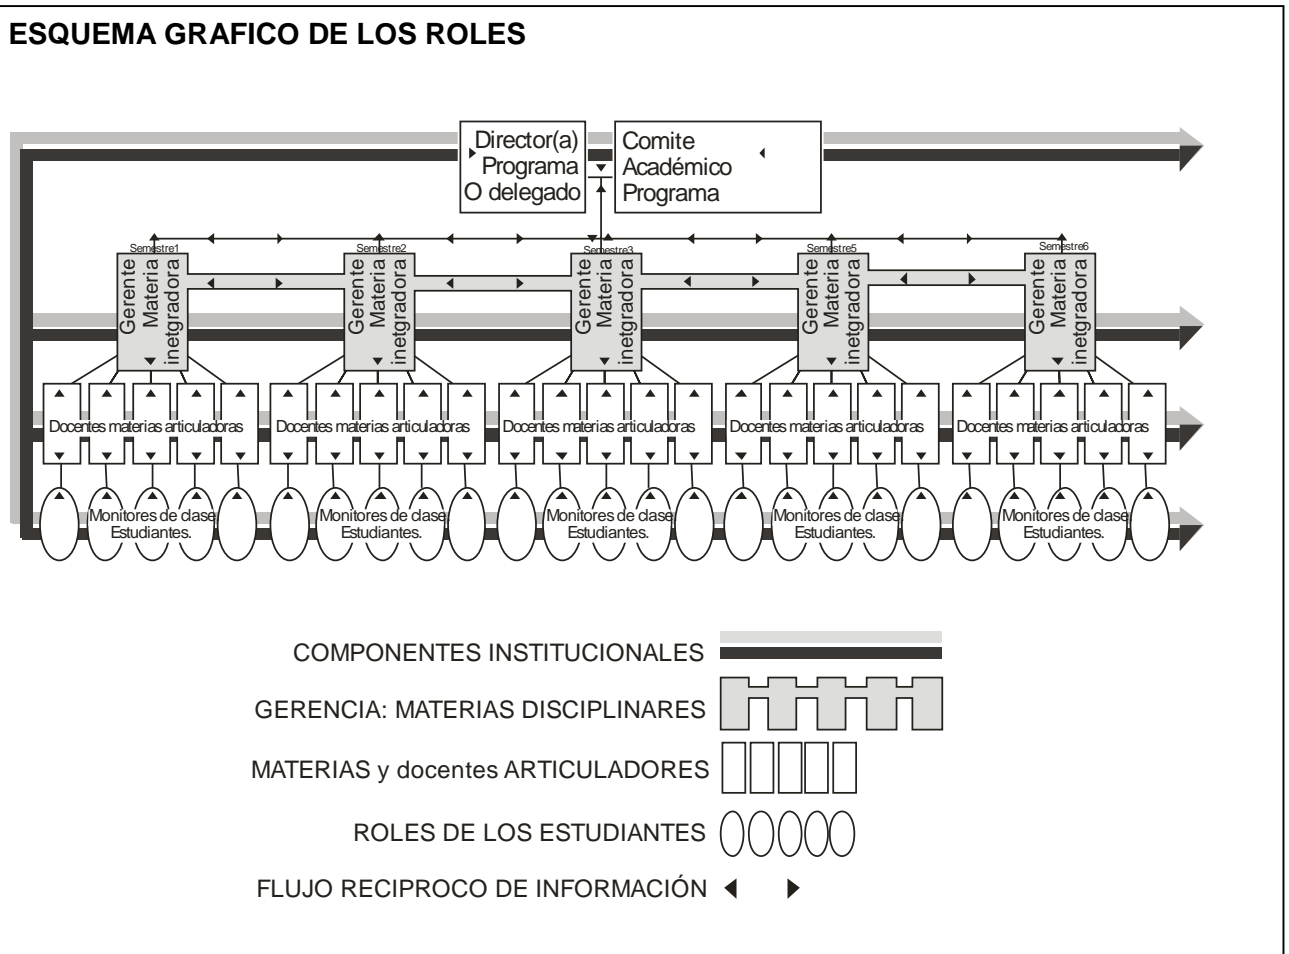 ESQUEMA GRAFICO DE LOS ROLES
Director(a)
Programa
O delegado
Comite
Académico
Programa
Semestre1
Semestre2
Semestre3
Semestre5
Semestre6
Gerente
Materia
inetgradora
Gerente
Materia
inetgradora
Gerente
Materia
inetgradora
Gerente
Materia
inetgradora
Gerente
Materia
inetgradora
Docentes materias articuladoras
Docentes materias articuladoras
Docentes materias articuladoras
Docentes materias articuladoras
Docentes materias articuladoras
Monitores de clase.
Estudiantes.
Monitores de clase.
Estudiantes.
Monitores de clase.
Estudiantes.
Monitores de clase.
Estudiantes.
Monitores de clase.
Estudiantes.
COMPONENTES INSTITUCIONALES
GERENCIA: MATERIAS DISCIPLINARES
MATERIAS y docentes ARTICULADORES
ROLES DE LOS ESTUDIANTES
FLUJO RECIPROCO DE INFORMACIÓN